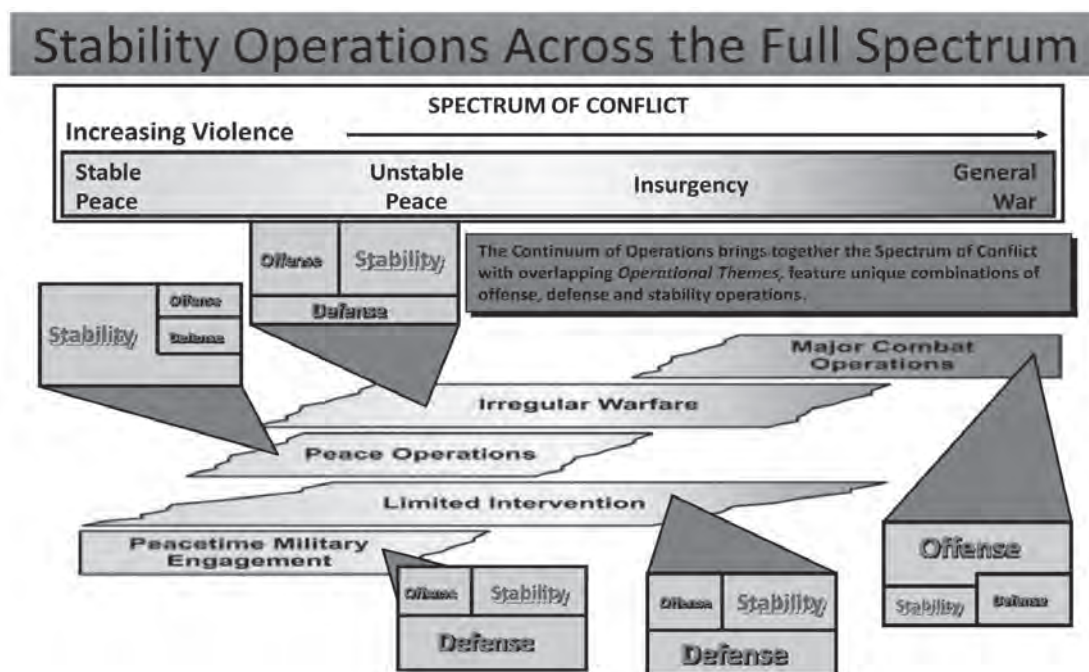 Stability Operations Across the Full Spectrum
SPECTRUM OF CONFLICT
Increasing Violence
Stable
Peace
Unstable
Peace
Insurgency
General
War
Offense
Stability
Defense
The Continuum of Operations brings together the Spectrum of Conflict
with overlapping Operational Themes, feature unique combinations of
offense, defense and stability operations.
Stability
Offense
Defense
Major Combat
Operations
Irregular Warfare
Peace Operations
Limited Intervention
Peacetime Military
Engagement
Offense
Stability
Defense
Offense
Stability
Defense
Offense
Stability
Defense